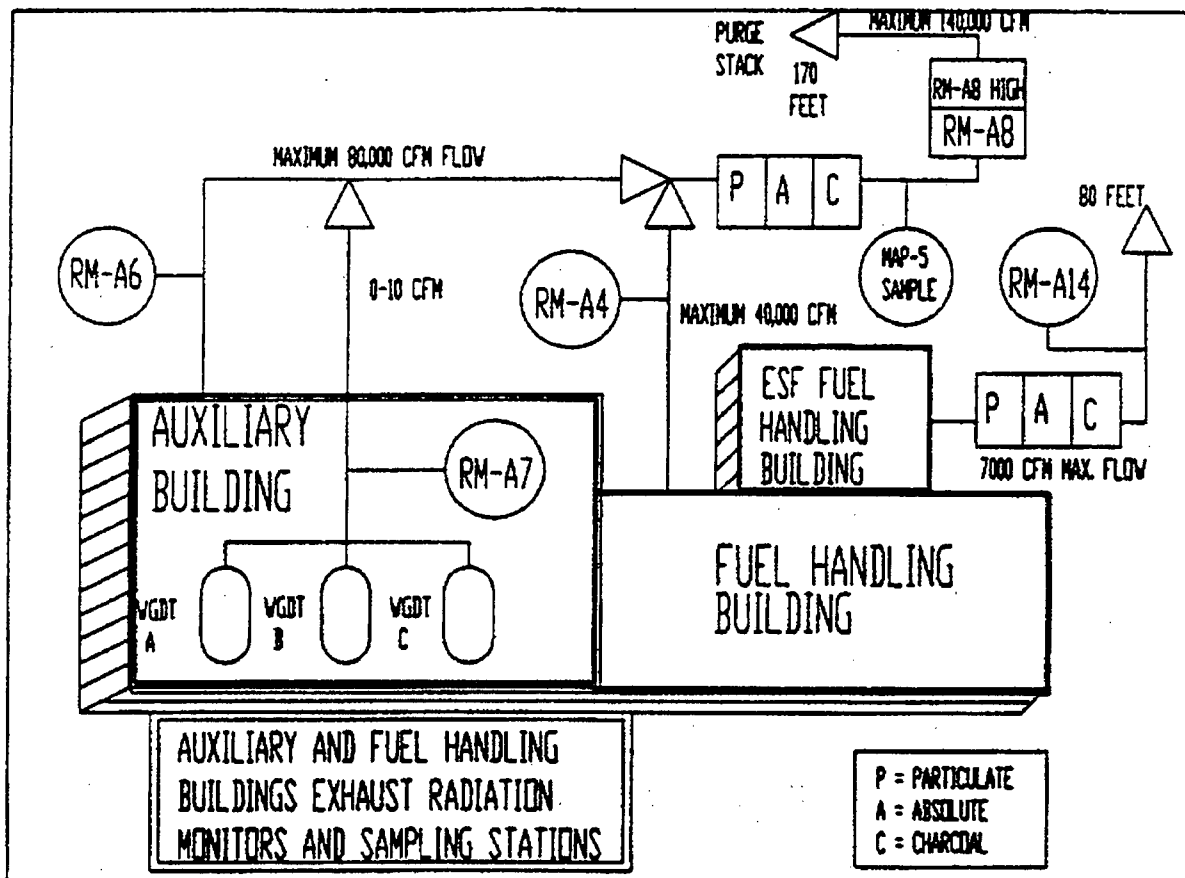 MAXIMUM 140,000 CFM
PURGE
STACK
170
FEET
RM-A8 HIGH
RM-A8
MAXIMUM 80,000 CFM FLOW
P A C
80 FEET
RM-A6
0-10 CFM
RM-A4
MAP-5
SAMPLE
RM-A14
MAXIMUM 40,000 CFM
AUXILIARY
BUILDING
RM-A7
ESF FUEL
HANDLING
BUILDING
P A C
7000 CFM MAX. FLOW
WGDT
A
WGDT
B
WGDT
C
FUEL HANDLING
BUILDING
AUXILIARY AND FUEL HANDLING
BUILDINGS EXHAUST RADIATION
MONITORS AND SAMPLING STATIONS
P = PARTICULATE
A = ABSOLUTE
C = CHARCOAL